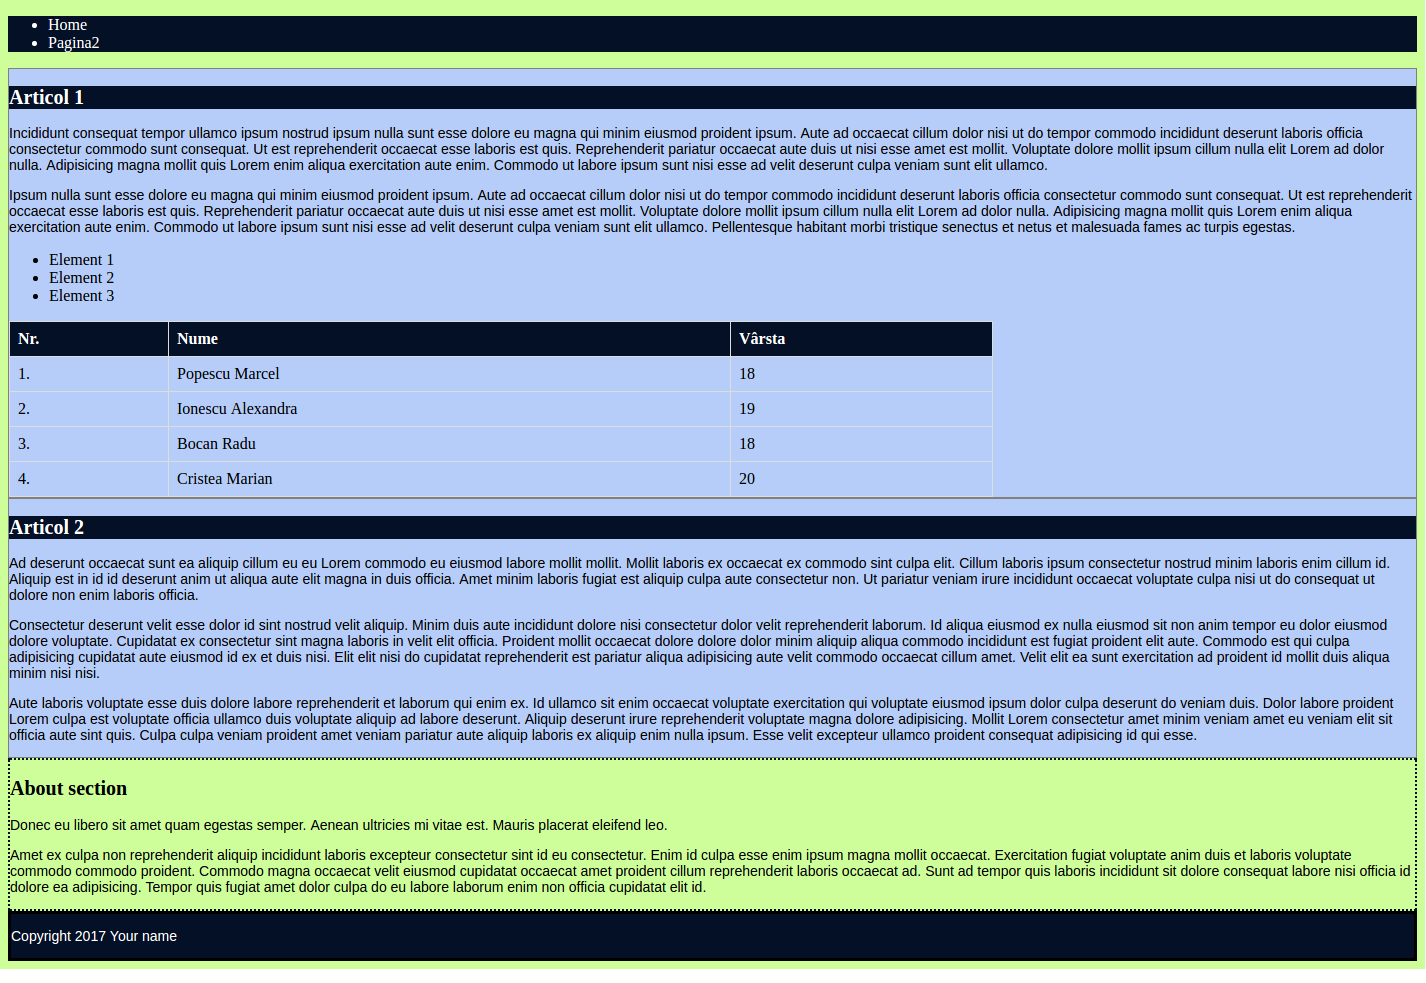 Home
Pagina2
Articol 1
Incididunt consequat tempor ullamco ipsum nostrud ipsum nulla sunt esse dolore eu magna qui minim eiusmod proident ipsum. Aute ad occaecat cillum dolor nisi ut do tempor commodo incididunt deserunt laboris officia
consectetur commodo sunt consequat. Ut est reprehenderit occaecat esse laboris est quis. Reprehenderit pariatur occaecat aute duis ut nisi esse amet est mollit. Voluptate dolore mollit ipsum cillum nulla elit Lorem ad dolor
nulla. Adipisicing magna mollit quis Lorem enim aliqua exercitation aute enim. Commodo ut labore ipsum sunt nisi esse ad velit deserunt culpa veniam sunt elit ullamco.
Ipsum nulla sunt esse dolore eu magna qui minim eiusmod proident ipsum. Aute ad occaecat cillum dolor nisi ut do tempor commodo incididunt deserunt laboris officia consectetur commodo sunt consequat. Ut est reprehenderit
occaecat esse laboris est quis. Reprehenderit pariatur occaecat aute duis ut nisi esse amet est mollit. Voluptate dolore mollit ipsum cillum nulla elit Lorem ad dolor nulla. Adipisicing magna mollit quis Lorem enim aliqua
exercitation aute enim. Commodo ut labore ipsum sunt nisi esse ad velit deserunt culpa veniam sunt elit ullamco. Pellentesque habitant morbi tristique senectus et netus et malesuada fames ac turpis egestas.
Element 1
Element 2
Element 3
Nr. Nume Vârsta
1. Popescu Marcel 18
2. Ionescu Alexandra 19
3. Bocan Radu 18
4. Cristea Marian 20
Articol 2
Ad deserunt occaecat sunt ea aliquip cillum eu eu Lorem commodo eu eiusmod labore mollit mollit. Mollit laboris ex occaecat ex commodo sint culpa elit. Cillum laboris ipsum consectetur nostrud minim laboris enim cillum id.
Aliquip est in id id deserunt anim ut aliqua aute elit magna in duis officia. Amet minim laboris fugiat est aliquip culpa aute consectetur non. Ut pariatur veniam irure incididunt occaecat voluptate culpa nisi ut do consequat ut
dolore non enim laboris officia.
Consectetur deserunt velit esse dolor id sint nostrud velit aliquip. Minim duis aute incididunt dolore nisi consectetur dolor velit reprehenderit laborum. Id aliqua eiusmod ex nulla eiusmod sit non anim tempor eu dolor eiusmod
dolore voluptate. Cupidatat ex consectetur sint magna laboris in velit elit officia. Proident mollit occaecat dolore dolore dolor minim aliquip aliqua commodo incididunt est fugiat proident elit aute. Commodo est qui culpa
adipisicing cupidatat aute eiusmod id ex et duis nisi. Elit elit nisi do cupidatat reprehenderit est pariatur aliqua adipisicing aute velit commodo occaecat cillum amet. Velit elit ea sunt exercitation ad proident id mollit duis aliqua
minim nisi nisi.
Aute laboris voluptate esse duis dolore labore reprehenderit et laborum qui enim ex. Id ullamco sit enim occaecat voluptate exercitation qui voluptate eiusmod ipsum dolor culpa deserunt do veniam duis. Dolor labore proident
Lorem culpa est voluptate officia ullamco duis voluptate aliquip ad labore deserunt. Aliquip deserunt irure reprehenderit voluptate magna dolore adipisicing. Mollit Lorem consectetur amet minim veniam amet eu veniam elit sit
officia aute sint quis. Culpa culpa veniam proident amet veniam pariatur aute aliquip laboris ex aliquip enim nulla ipsum. Esse velit excepteur ullamco proident consequat adipisicing id qui esse.
About section
Donec eu libero sit amet quam egestas semper. Aenean ultricies mi vitae est. Mauris placerat eleifend leo.
Amet ex culpa non reprehenderit aliquip incididunt laboris excepteur consectetur sint id eu consectetur. Enim id culpa esse enim ipsum magna mollit occaecat. Exercitation fugiat voluptate anim duis et laboris voluptate
commodo commodo proident. Commodo magna occaecat velit eiusmod cupidatat occaecat amet proident cillum reprehenderit laboris occaecat ad. Sunt ad tempor quis laboris incididunt sit dolore consequat labore nisi officia id
dolore ea adipisicing. Tempor quis fugiat amet dolor culpa do eu labore laborum enim non officia cupidatat elit id.
Copyright 2017 Your name